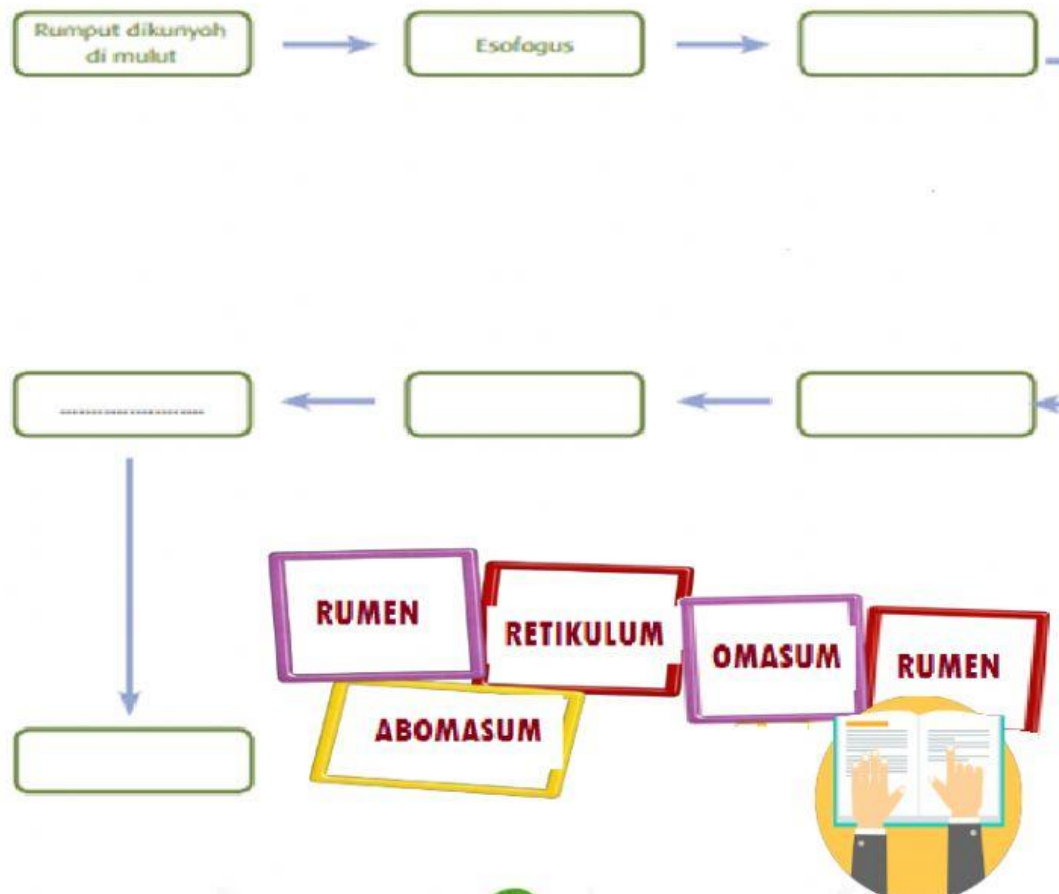 Rumput dikunyah
di mulut
Esofagus
.......................
RUMEN
RETIKULUM
OMASUM
RUMEN
ABOMASUM